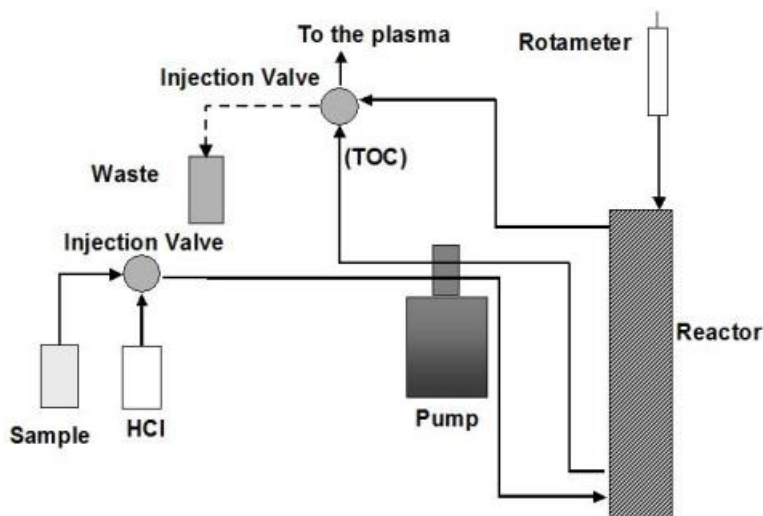 To the plasma
Rotameter
Injection Valve
(TOC)
Waste
Injection Valve
Reactor
Sample
HCl
Pump